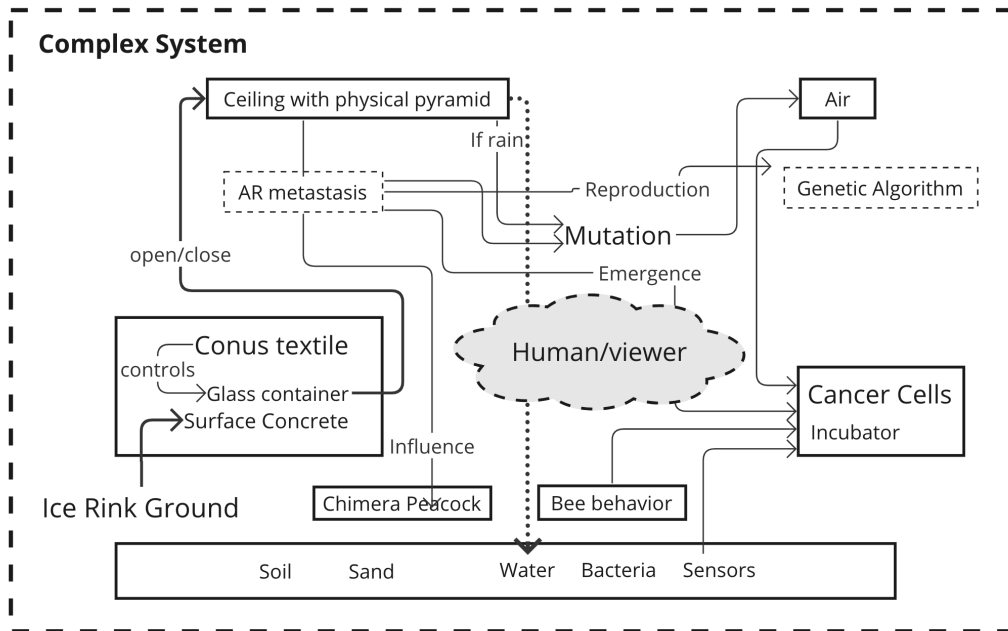 Complex System
Ceiling with physical pyramid
Air
If rain
AR metastasis
Reproduction
Genetic Algorithm
Mutation
open/close
Emergence
Human/viewer
Conus textile
controls
Glass container
Surface Concrete
Cancer Cells
Incubator
Influence
Ice Rink Ground
Chimera Peacock
Bee behavior
Soil Sand Water Bacteria Sensors